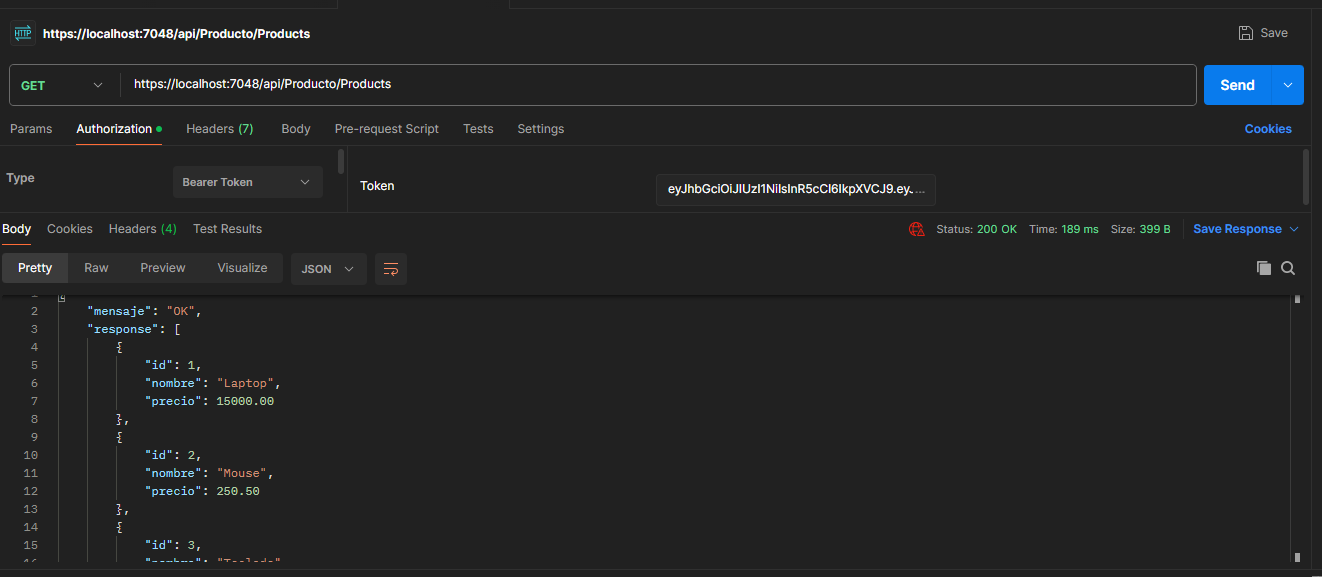 HTTP https://localhost:7048/api/Producto/Products Save
GET https://localhost:7048/api/Producto/Products Send
Params Authorization Headers (7) Body Pre-request Script Tests Settings Cookies
Type Bearer Token Token eyJhbGciOiJIUzI1NiIsInR5cCI6IkpXVCJ9.ey...
Body Cookies Headers (4) Test Results Status: 200 OK Time: 189 ms Size: 399 B Save Response
Pretty Raw Preview Visualize JSON
1 {
2 "mensaje": "OK",
3 "response": [
4 {
5 "id": 1,
6 "nombre": "Laptop",
7 "precio": 15000.00
8 },
9 {
10 "id": 2,
11 "nombre": "Mouse",
12 "precio": 250.50
13 },
14 {
15 "id": 3,
16 "nombre": "Teclado"